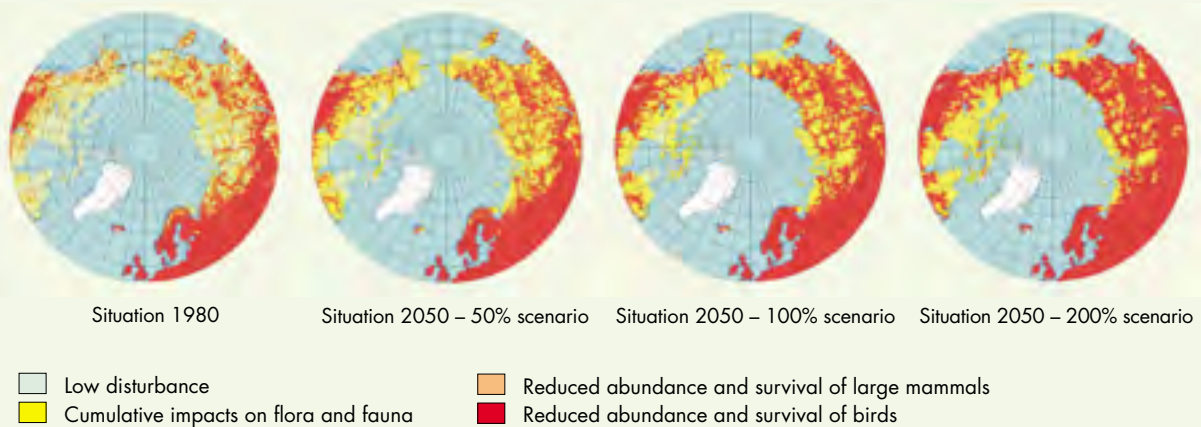 Situation 1980
Situation 2050 – 50% scenario
Situation 2050 – 100% scenario
Situation 2050 – 200% scenario
Low disturbance
Cumulative impacts on flora and fauna
Reduced abundance and survival of large mammals
Reduced abundance and survival of birds